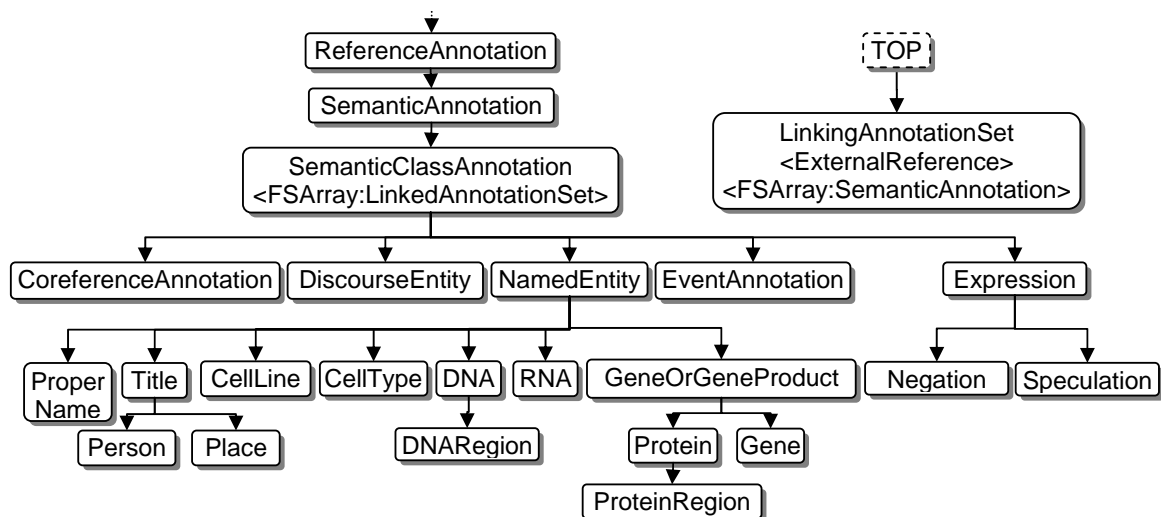 ReferenceAnnotation
TOP
SemanticAnnotation
LinkingAnnotationSet
<ExternalReference>
<FSArray:SemanticAnnotation>
SemanticClassAnnotation
<FSArray:LinkedAnnotationSet>
CoreferenceAnnotation
DiscourseEntity
NamedEntity
EventAnnotation
Expression
Proper
Name
Title
CellLine
CellType
DNA
RNA
GeneOrGeneProduct
Negation
Speculation
Person
Place
DNARegion
Protein
Gene
ProteinRegion